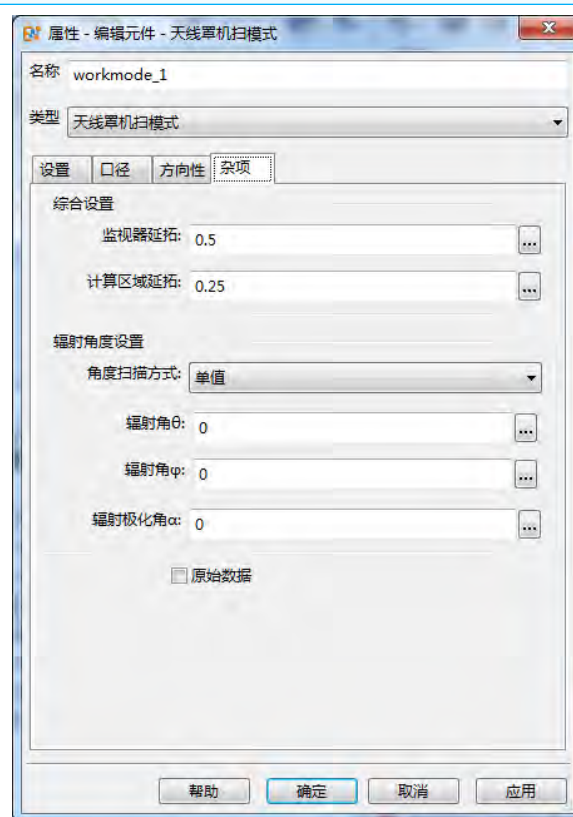 属性 - 编辑元件 - 天线罩机扫模式
名称 workmode_1
类型 天线罩机扫模式
设置 口径 方向性 杂项
综合设置
监视器延拓: 0.5 ...
计算区域延拓: 0.25 ...
辐射角度设置
角度扫描方式: 单值
辐射角θ: 0 ...
辐射角φ: 0 ...
辐射极化角α: 0 ...
原始数据
帮助 确定 取消 应用